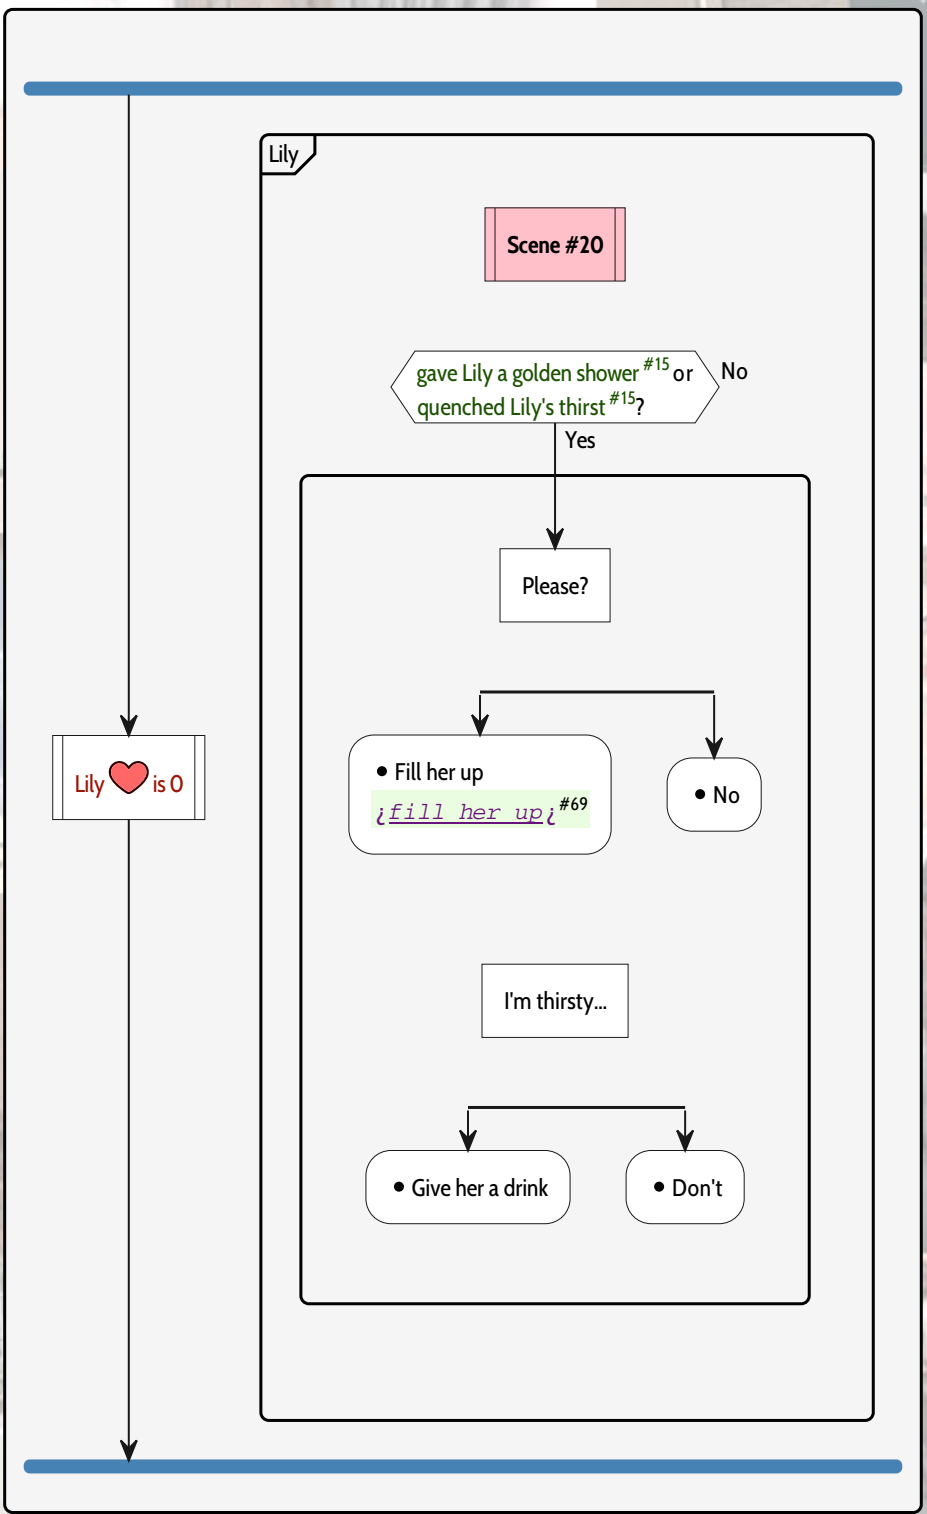 Lily
Scene #20
gave Lily a golden shower #15 or
quenched Lily's thirst #15?
No
Yes
Please?
Lily ❤ is 0
• Fill her up
¿fill her up¿#69
• No
I'm thirsty...
• Give her a drink
• Don't